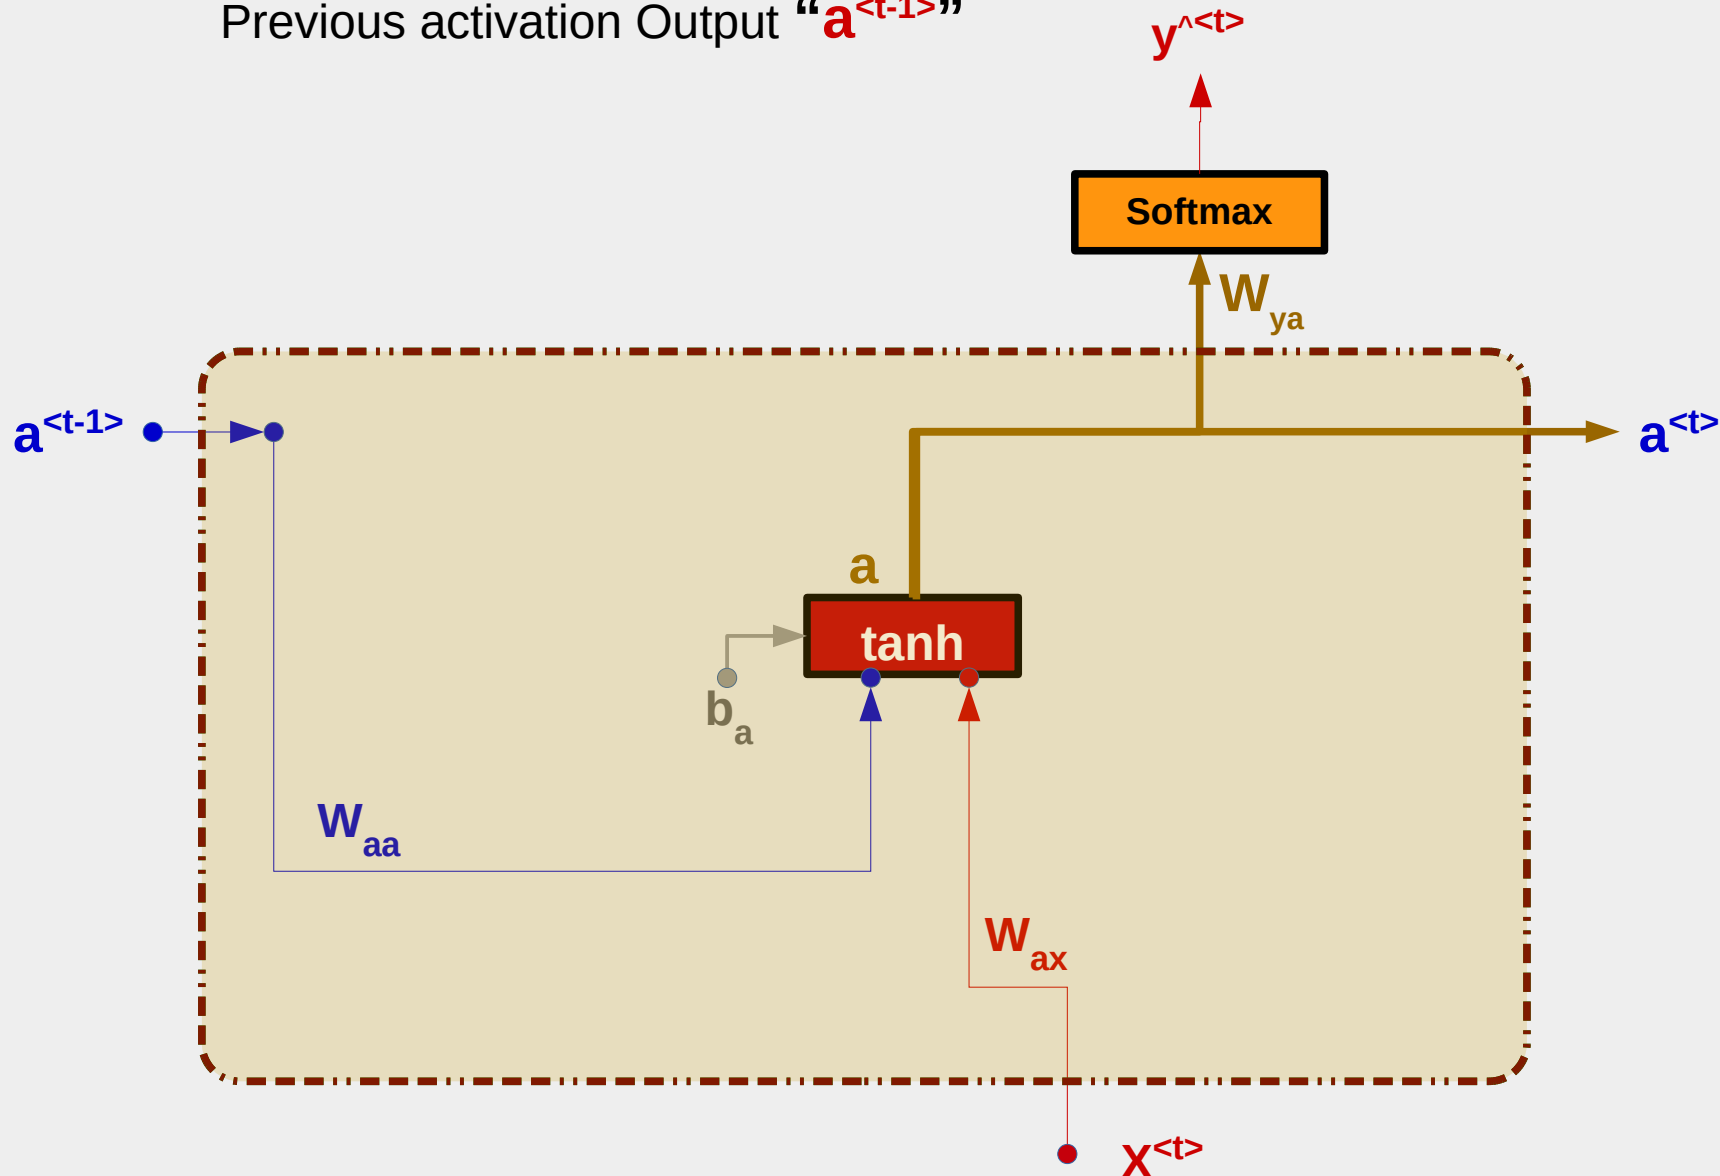 Previous activation Output “a<t-1>”
y^<t>
Softmax
Wya
a<t-1>
a<t>
a
tanh
ba
Waa
Wax
x<t>